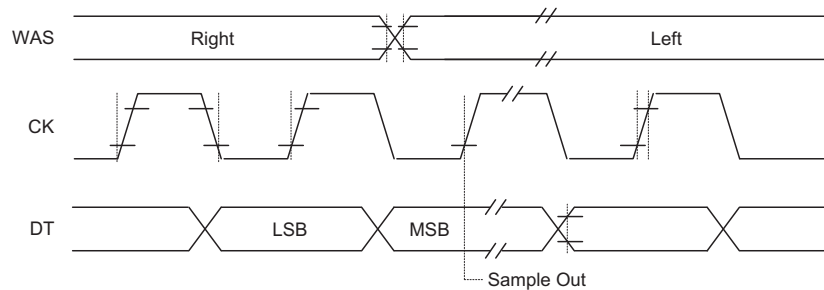 WAS
Right
Left
CK
DT
LSB
MSB
Sample Out